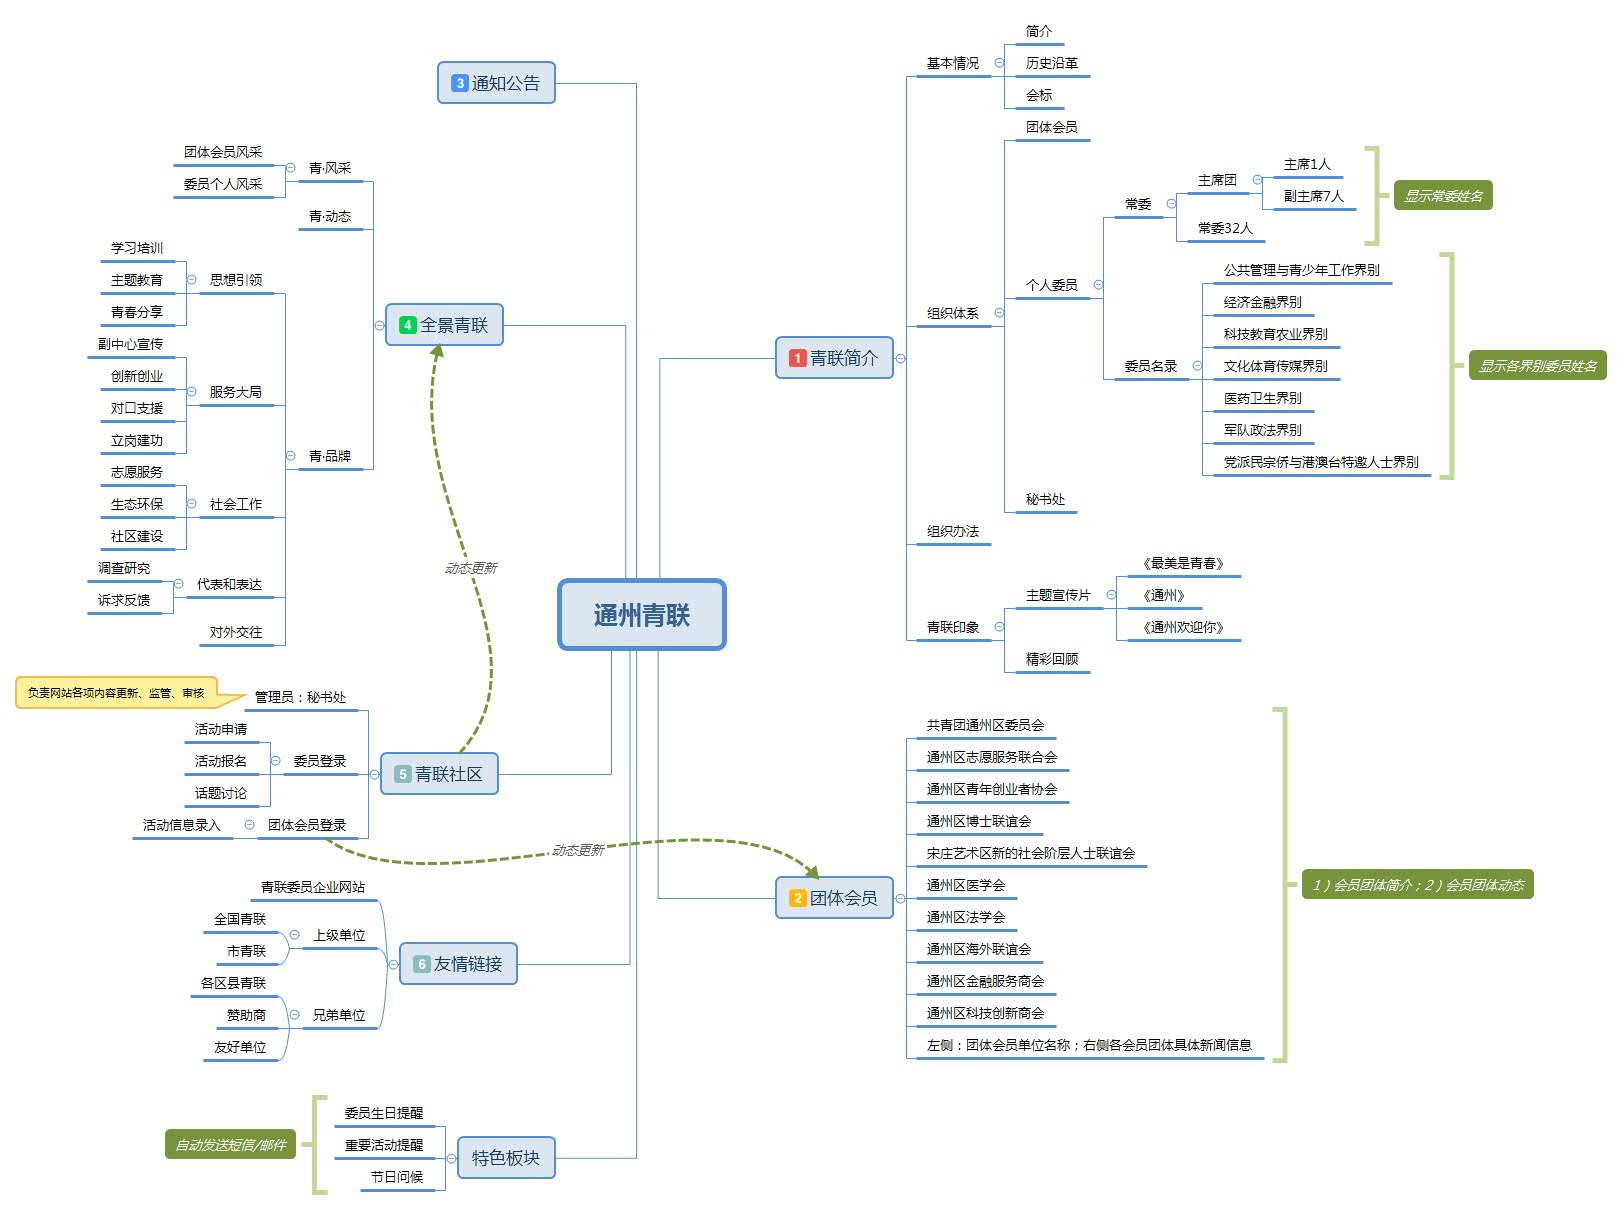 通州青联
1 青联简介
基本情况
简介
历史沿革
会标
组织体系
团体会员
个人委员
常委
主席团
主席1人
副主席7人
常委32人
显示常委姓名
委员名录
公共管理与青少年工作界别
经济金融界别
科技教育农业界别
文化体育传媒界别
医药卫生界别
军队政法界别
党派民宗侨与港澳台特邀人士界别
显示各界别委员姓名
秘书处
组织办法
青联印象
主题宣传片
《最美是青春》
《通州》
《通州欢迎你》
精彩回顾
2 团体会员
共青团通州区委员会
通州区志愿服务联合会
通州区青年创业者协会
通州区博士联谊会
宋庄艺术区新的社会阶层人士联谊会
通州区医学会
通州区法学会
通州区海外联谊会
通州区金融服务商会
通州区科技创新商会
左侧：团体会员单位名称；右侧各会员团体具体新闻信息
1）会员团体简介；2）会员团体动态
3 通知公告
4 全景青联
青·风采
团体会员风采
委员个人风采
青·动态
青·品牌
思想引领
学习培训
主题教育
青春分享
服务大局
副中心宣传
创新创业
对口支援
立岗建功
社会工作
志愿服务
生态环保
社区建设
代表和表达
调查研究
诉求反馈
对外交往
动态更新
5 青联社区
管理员：秘书处
负责网站各项内容更新、监管、审核
委员登录
活动申请
活动报名
话题讨论
团体会员登录
活动信息录入
动态更新
6 友情链接
青联委员企业网站
上级单位
全国青联
市青联
兄弟单位
各区县青联
赞助商
友好单位
特色板块
委员生日提醒
重要活动提醒
节日问候
自动发送短信/邮件